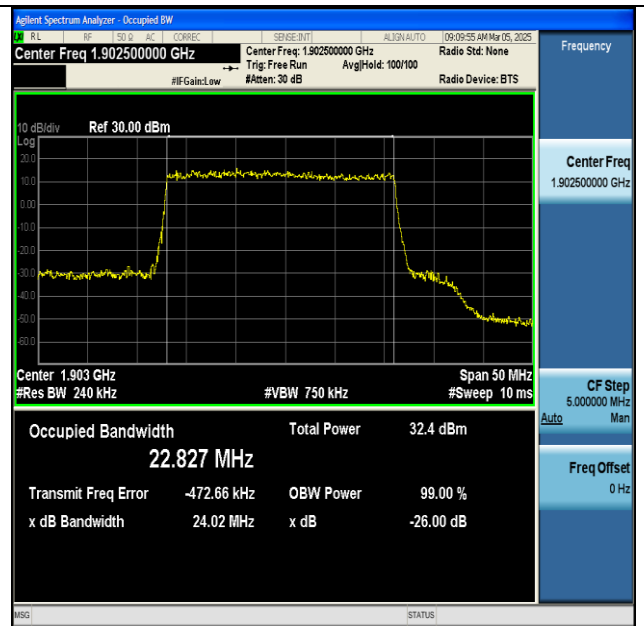 Agilent Spectrum Analyzer - Occupied BW
RL RF 50 Ω AC CORREC SENSE:INT ALIGN AUTO 09:09:55 AM Mar 05, 2025
Center Freq 1.902500000 GHz
Center Freq: 1.902500000 GHz
Radio Std: None
Trig: Free Run Avg|Hold: 100/100
#IFGain:Low #Atten: 30 dB Radio Device: BTS
Frequency
10 dB/div Ref 30.00 dBm
Log
20.0
10.0
0.00
-10.0
-20.0
-30.0
-40.0
-50.0
-60.0
Center 1.903 GHz Span 50 MHz
#Res BW 240 kHz #VBW 750 kHz #Sweep 10 ms
Occupied Bandwidth Total Power 32.4 dBm
22.827 MHz
Transmit Freq Error -472.66 kHz OBW Power 99.00 %
x dB Bandwidth 24.02 MHz x dB -26.00 dB
Center Freq
1.902500000 GHz
CF Step
5.000000 MHz
Auto Man
Freq Offset
0 Hz
MSG STATUS